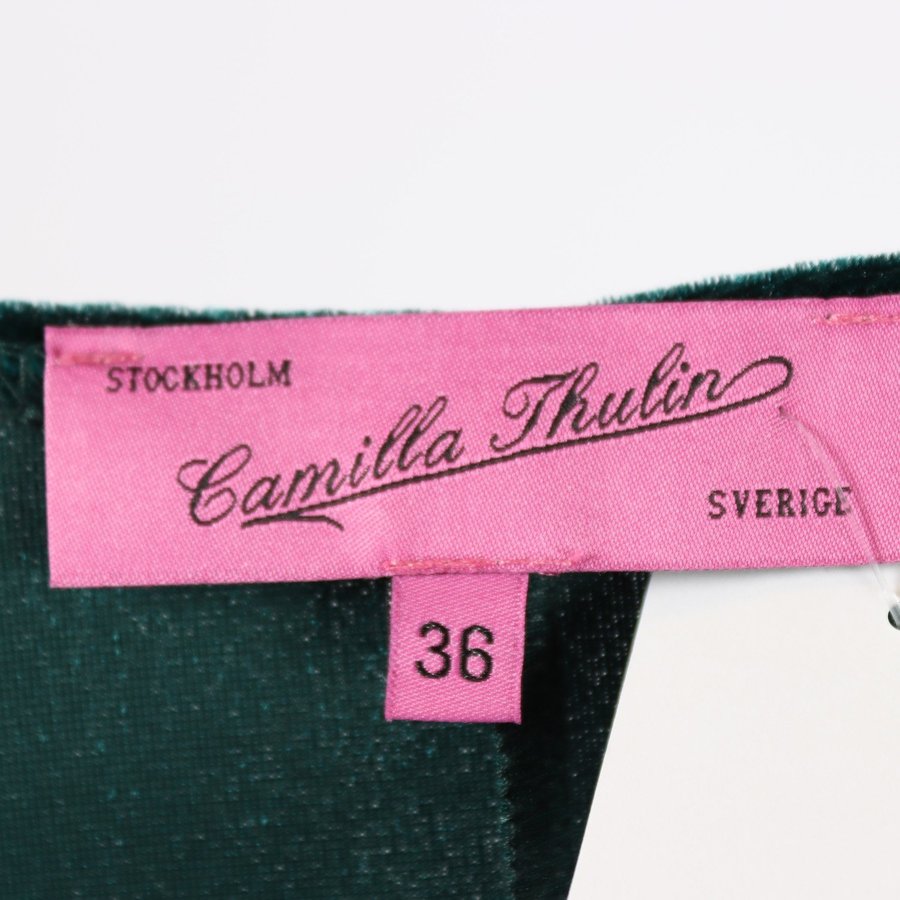 STOCKHOLM
Camilla Thulin
SVERIGE
36